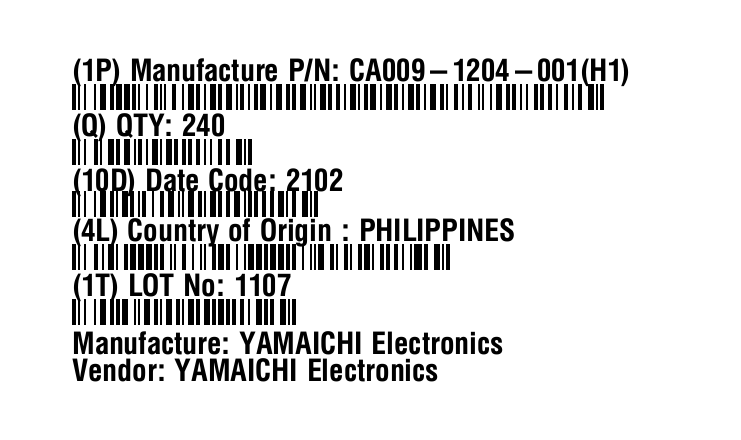 (1P) Manufacture P/N: CA009-1204-001(H1)
(Q) QTY: 240
(10D) Date Code: 2102
(4L) Country of Origin : PHILIPPINES
(1T) LOT No: 1107
Manufacture: YAMAICHI Electronics
Vendor: YAMAICHI Electronics